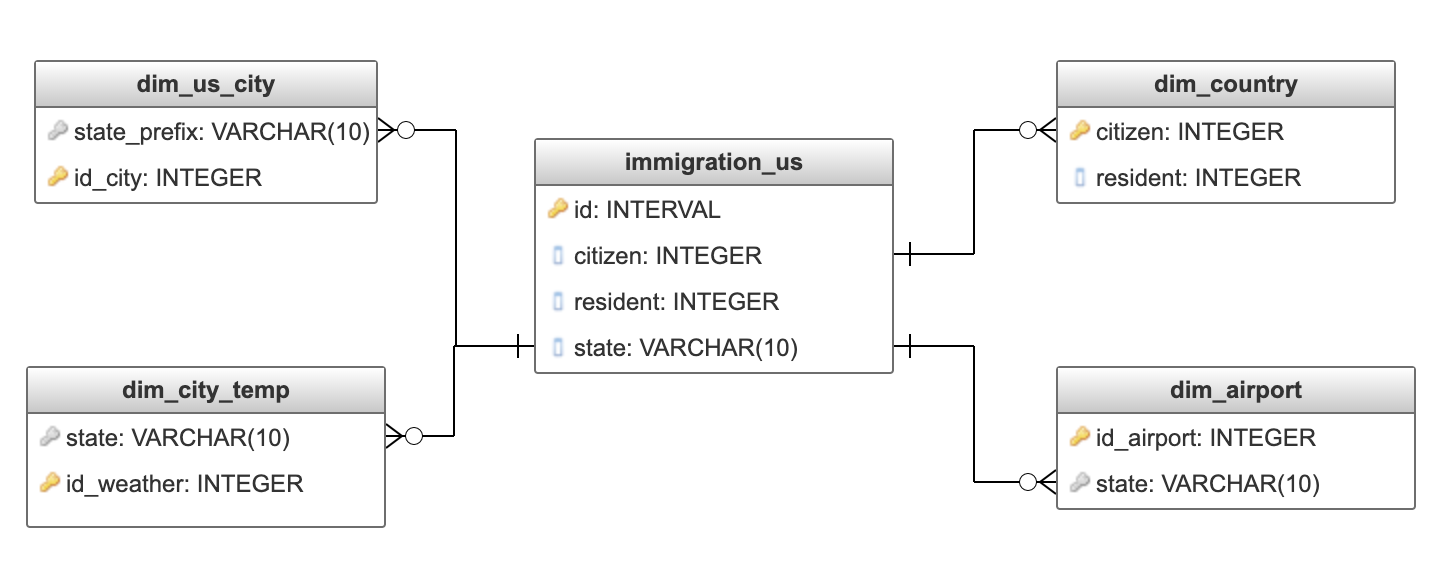 dim_us_city
state_prefix: VARCHAR(10)
id_city: INTEGER
dim_city_temp
state: VARCHAR(10)
id_weather: INTEGER
immigration_us
id: INTERVAL
citizen: INTEGER
resident: INTEGER
state: VARCHAR(10)
dim_country
citizen: INTEGER
resident: INTEGER
dim_airport
id_airport: INTEGER
state: VARCHAR(10)